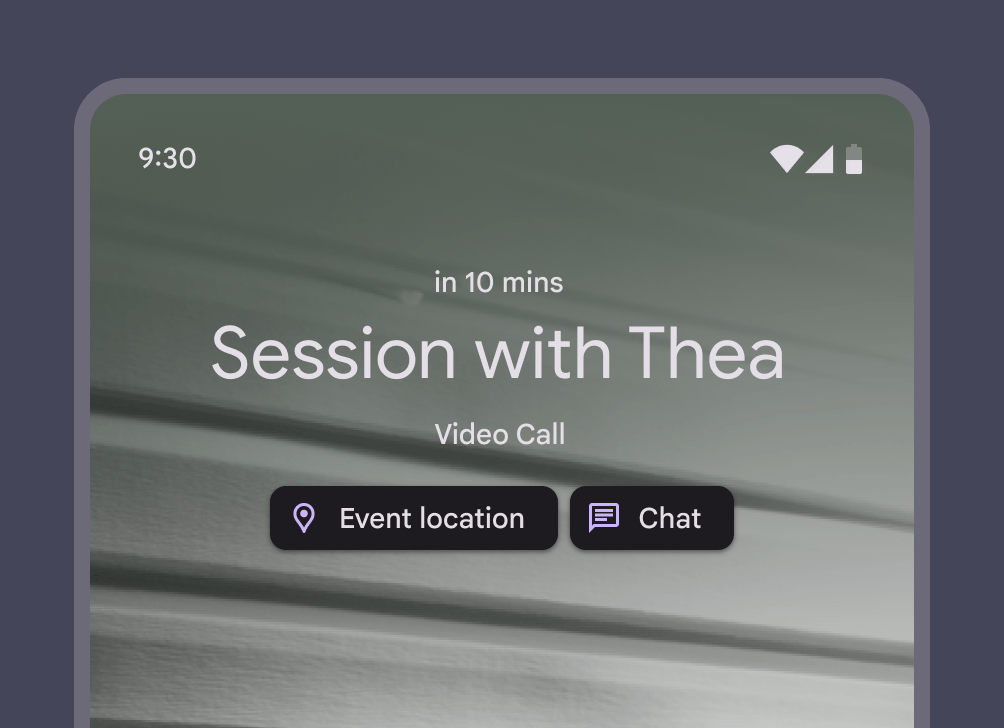 9:30
in 10 mins
Session with Thea
Video Call
Event location
Chat